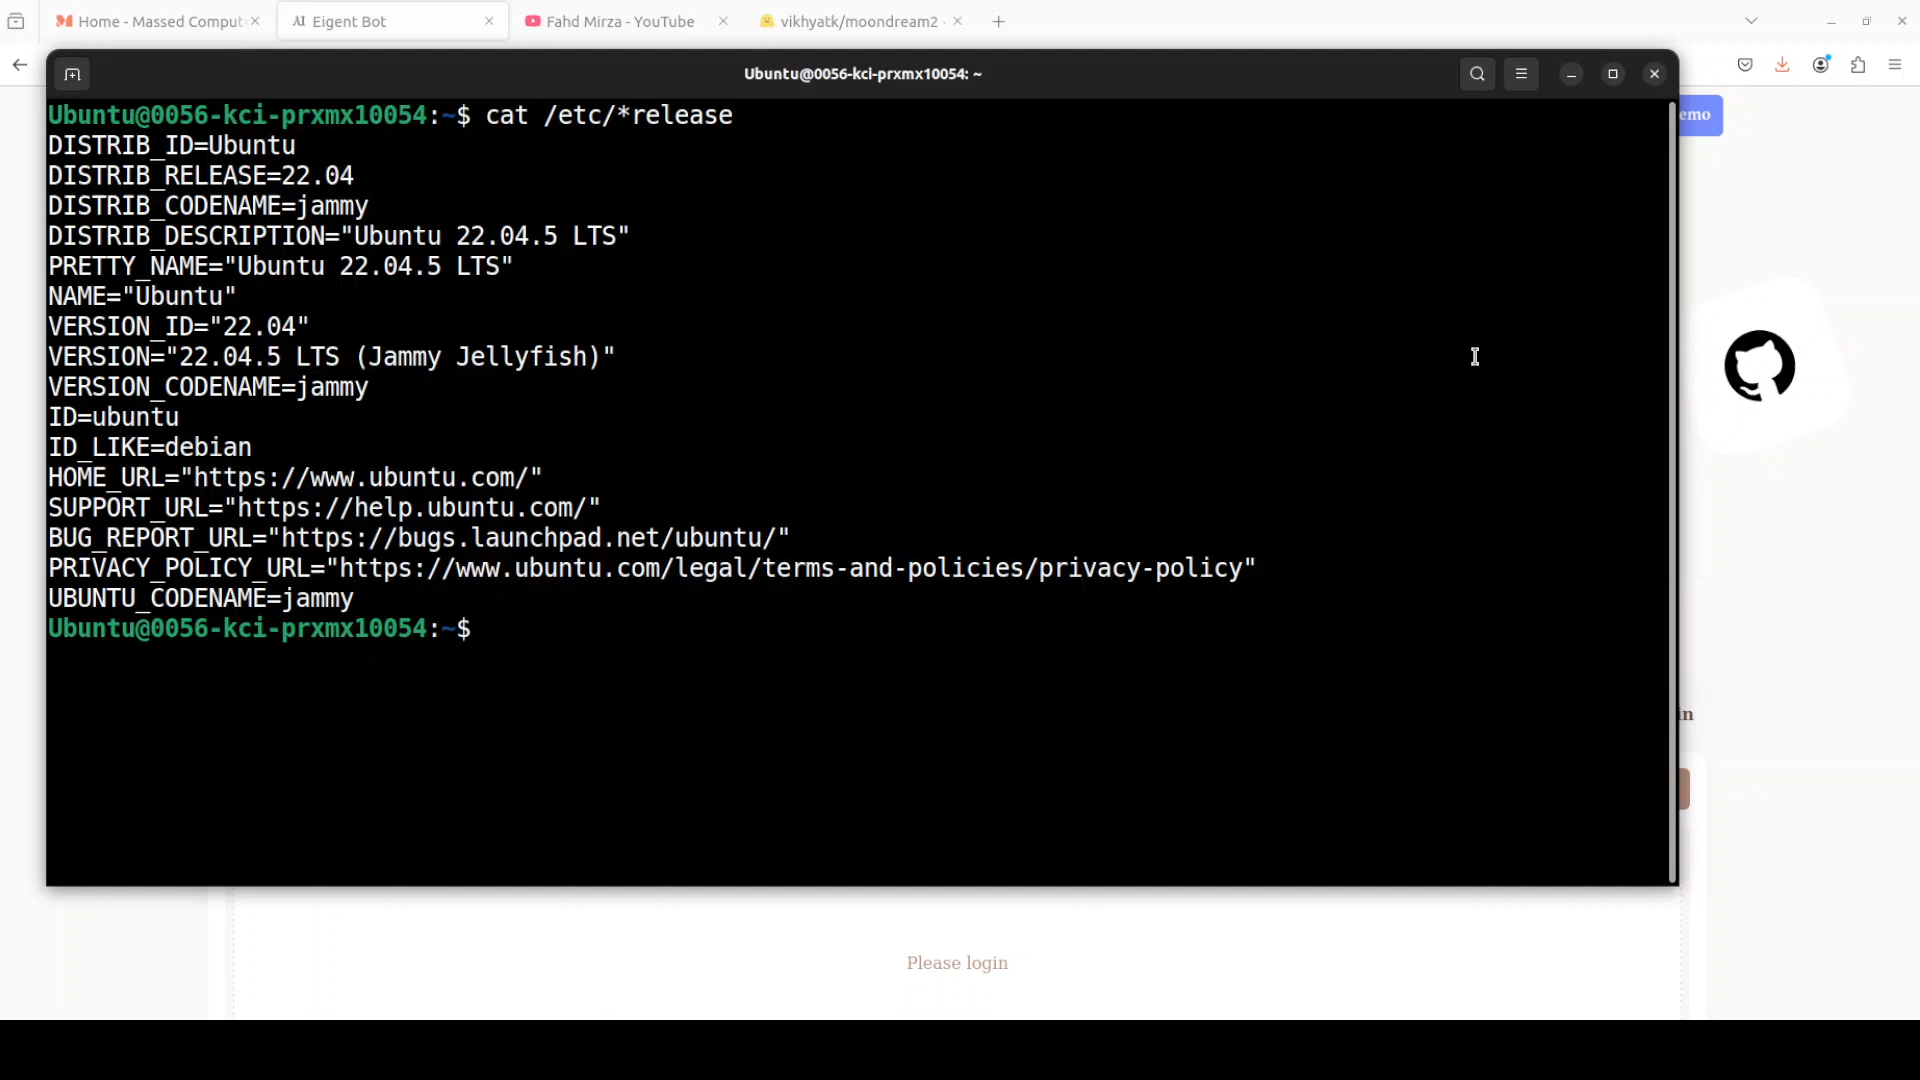 Home - Massed Comput
AI Eigent Bot
Fahd Mirza - YouTube
vikhyatk/moondream2 -
Ubuntu@0056-kci-prxmx10054: ~
emo
Ubuntu@0056-kci-prxmx10054:~$ cat /etc/*release
DISTRIB_ID=Ubuntu
DISTRIB_RELEASE=22.04
DISTRIB_CODENAME=jammy
DISTRIB_DESCRIPTION="Ubuntu 22.04.5 LTS"
PRETTY_NAME="Ubuntu 22.04.5 LTS"
NAME="Ubuntu"
VERSION_ID="22.04"
VERSION="22.04.5 LTS (Jammy Jellyfish)"
VERSION_CODENAME=jammy
ID=ubuntu
ID_LIKE=debian
HOME_URL="https://www.ubuntu.com/"
SUPPORT_URL="https://help.ubuntu.com/"
BUG_REPORT_URL="https://bugs.launchpad.net/ubuntu/"
PRIVACY_POLICY_URL="https://www.ubuntu.com/legal/terms-and-policies/privacy-policy"
UBUNTU_CODENAME=jammy
Ubuntu@0056-kci-prxmx10054:~$
in
Please login